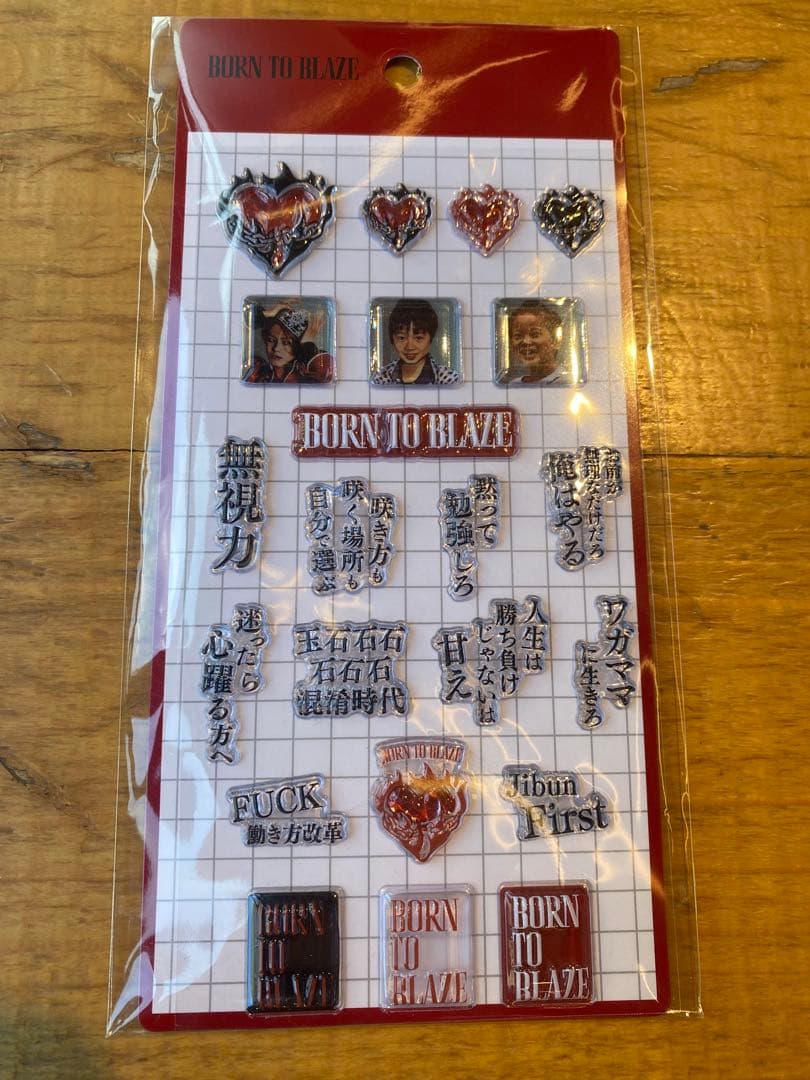 BORN TO BLAZE
BORN TO BLAZE
無視力
咲き方も
咲く場所も
自分で選ぶ
黙って
勉強しろ
お前が
無理なだけだろ
俺はやる
迷ったら
心躍る方へ
玉石石石
石石石
混淆時代
人生は
勝ち負け
じゃないは
甘え
ワガママ
に生きろ
BORN TO BLAZE
FUCK
働き方改革
Jibun
First
BORN
TO
BLAZE
BORN
TO
BLAZE
BORN
TO
BLAZE